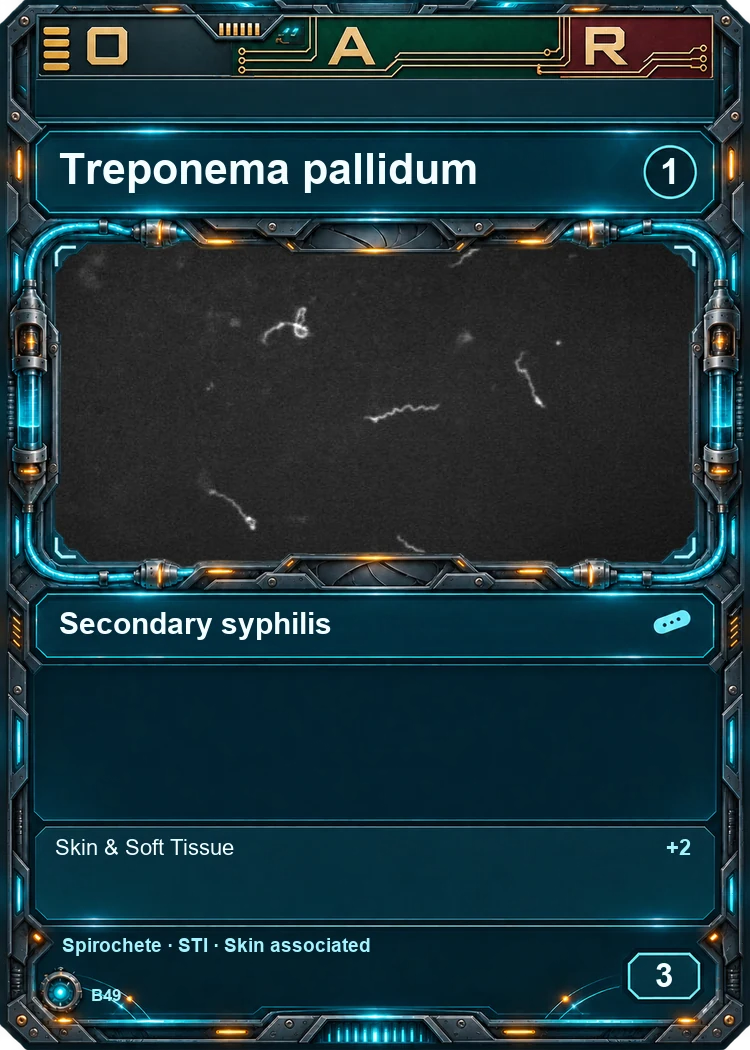 O A R
Treponema pallidum 1
Secondary syphilis
Skin & Soft Tissue +2
Spirochete · STI · Skin associated
3
B49